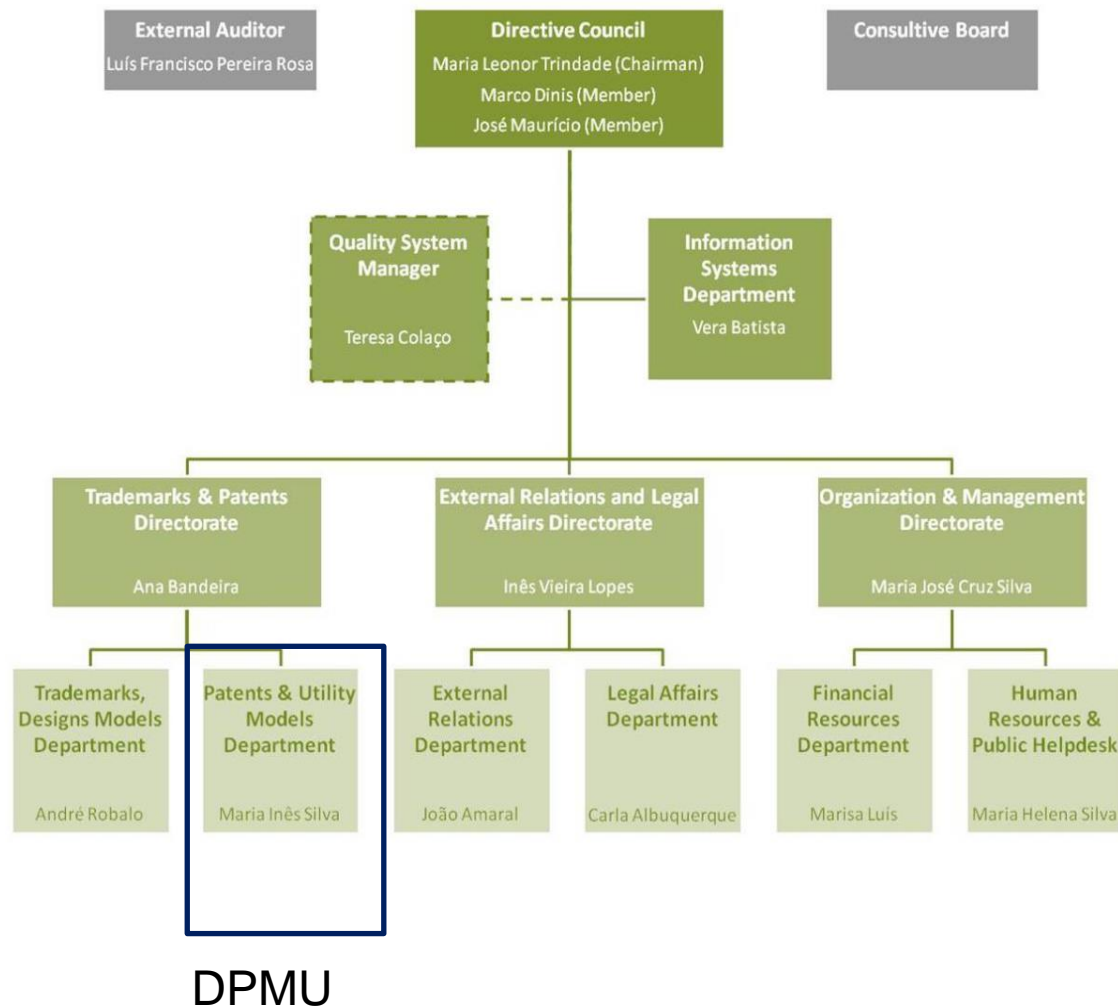 External Auditor
Luís Francisco Pereira Rosa
Directive Council
Maria Leonor Trindade (Chairman)
Marco Dinis (Member)
José Maurício (Member)
Consultive Board
Quality System
Manager
Teresa Colaço
Information
Systems
Department
Vera Batista
Trademarks & Patents
Directorate
Ana Bandeira
External Relations and Legal
Affairs Directorate
Inês Vieira Lopes
Organization & Management
Directorate
Maria José Cruz Silva
Trademarks,
Designs Models
Department
André Robalo
Patents & Utility
Models
Department
Maria Inês Silva
External
Relations
Department
João Amaral
Legal Affairs
Department
Carla Albuquerque
Financial
Resources
Department
Marisa Luís
Human
Resources &
Public Helpdesk
Maria Helena Silva
DPMU